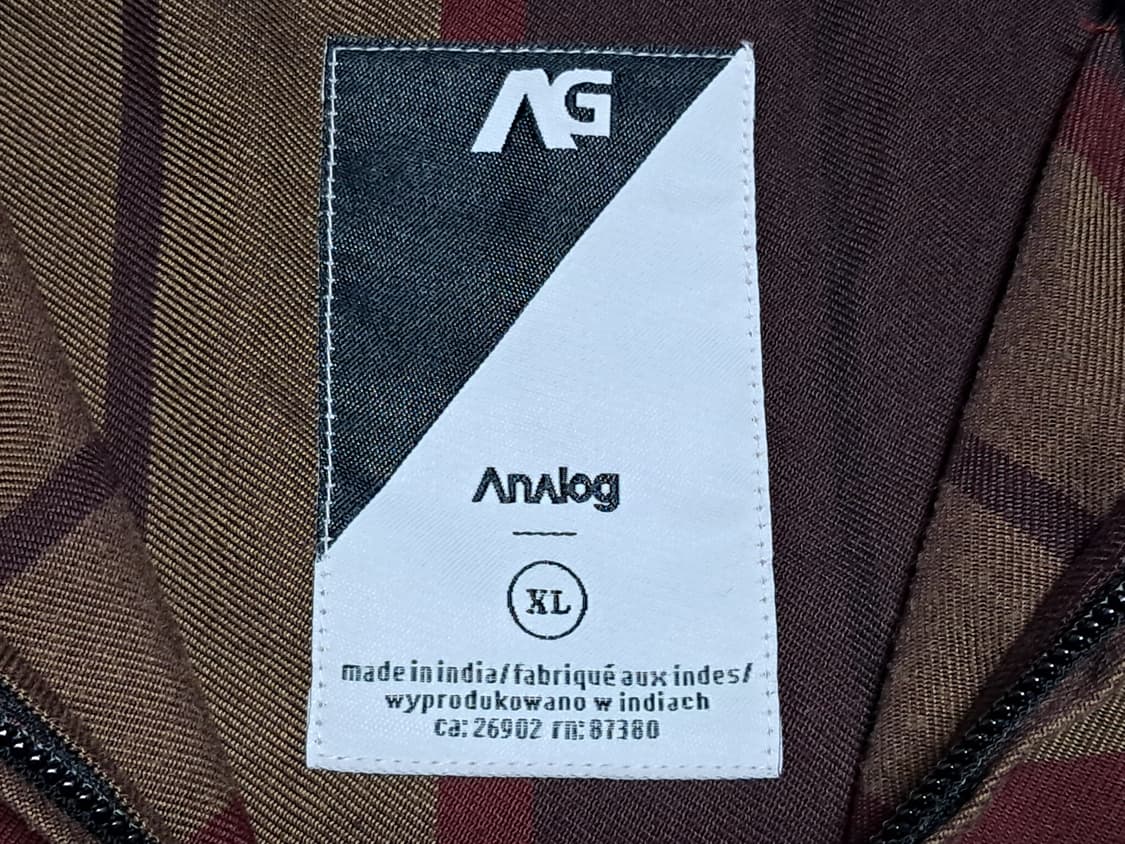 AG
Analog
XL
made in india/fabriqué aux indes/
wyprodukowano w indiach
ca: 26902 rn: 87380